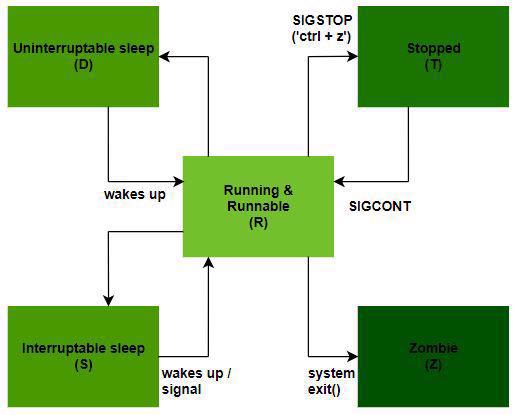 Uninterruptable sleep
(D)
SIGSTOP
('ctrl + z')
Stopped
(T)
wakes up
Running &
Runnable
(R)
SIGCONT
Interruptable sleep
(S)
wakes up /
signal
system
exit()
Zombie
(Z)